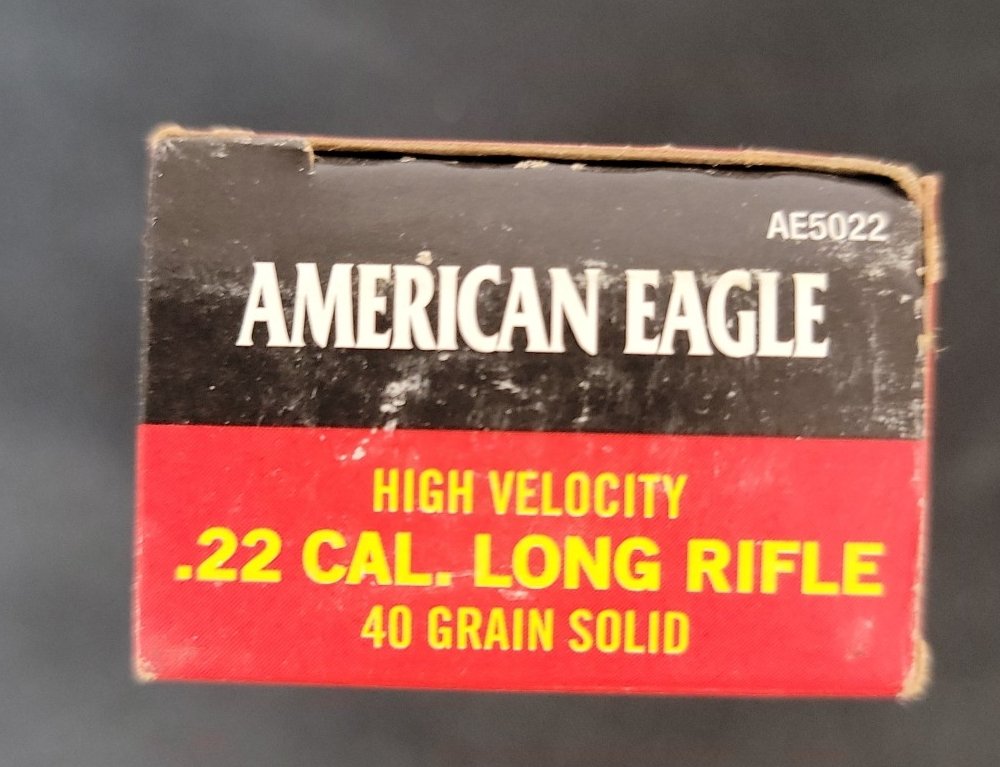 AE5022
AMERICAN EAGLE
HIGH VELOCITY
.22 CAL. LONG RIFLE
40 GRAIN SOLID